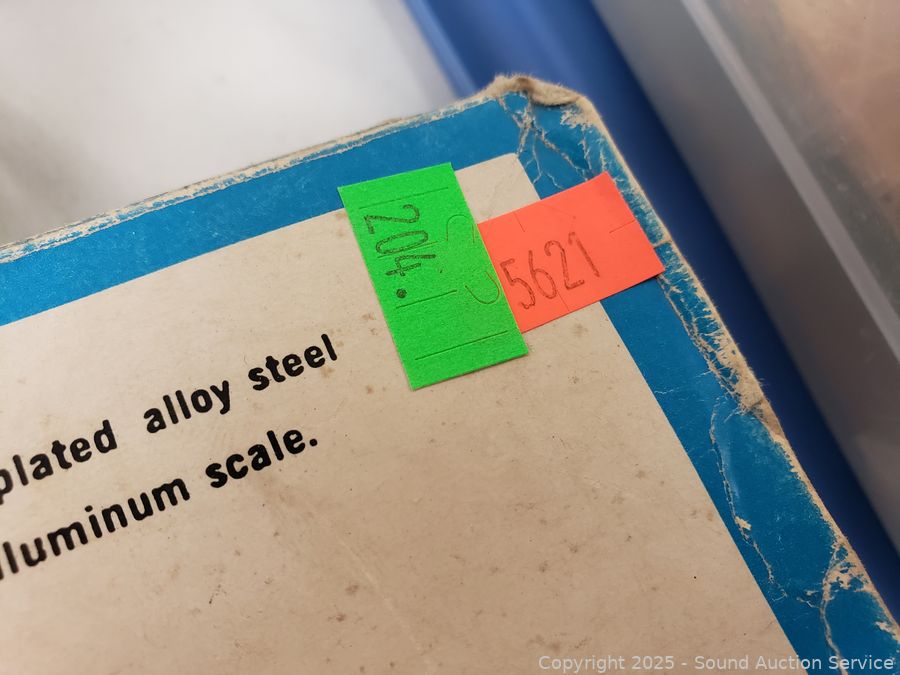 204.
5621
plated alloy steel
luminum scale.
Copyright 2025 - Sound Auction Service